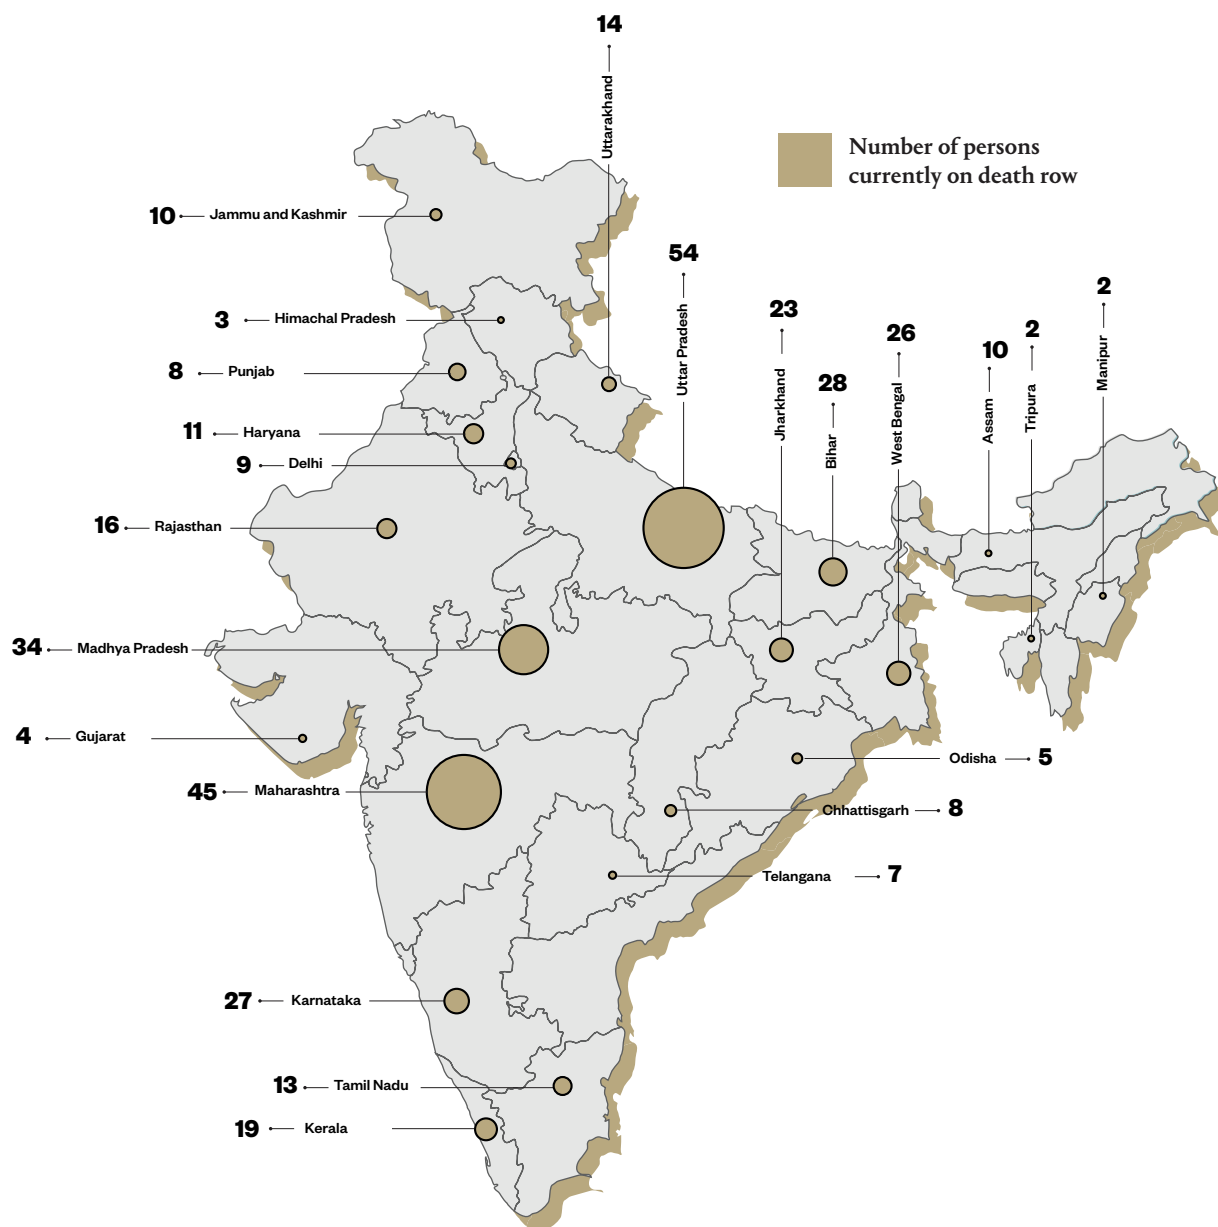 14
Uttarakhand
Number of persons
currently on death row
10 Jammu and Kashmir
54
Uttar Pradesh
3 Himachal Pradesh
23
Jharkhand
26
West Bengal
2
Manipur
2
Tripura
10
Assam
8 Punjab
28
Bihar
11 Haryana
9 Delhi
16 Rajasthan
34 Madhya Pradesh
4 Gujarat
Odisha 5
45 Maharashtra
Chhattisgarh 8
Telangana 7
27 Karnataka
13 Tamil Nadu
19 Kerala